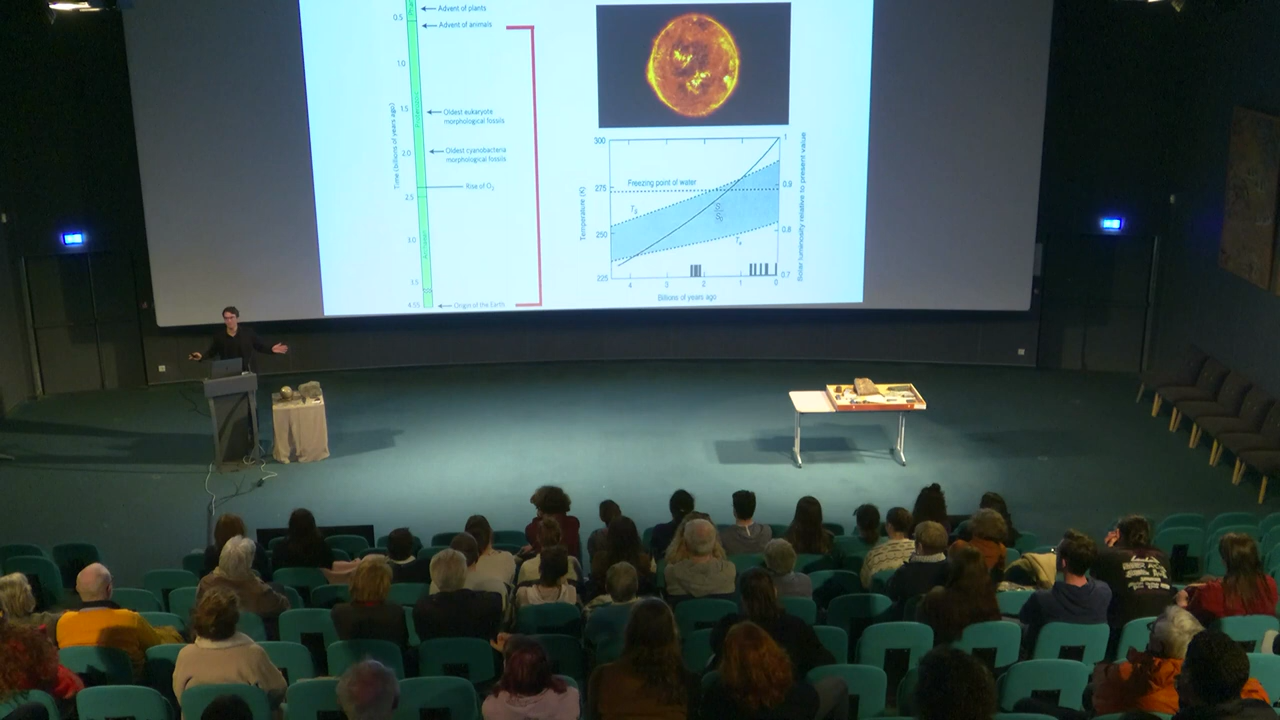 Advent of plants
0.5
Advent of animals
1.0
Time (billions of years ago)
Proterozoic
1.5
Oldest eukaryote
morphological fossils
2.0
Oldest cyanobacteria
morphological fossils
Rise of O2
2.5
3.0
Archean
3.5
4.55
Origin of the Earth
300
275
250
225
Temperature (K)
Freezing point of water
Solar luminosity relative to present value
1
0.9
0.8
0.7
4
3
2
1
0
Billions of years ago